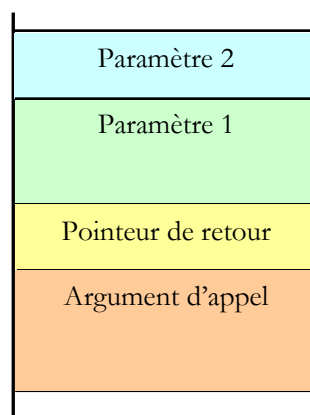 Paramètre 2
Paramètre 1
Pointeur de retour
Argument d’appel